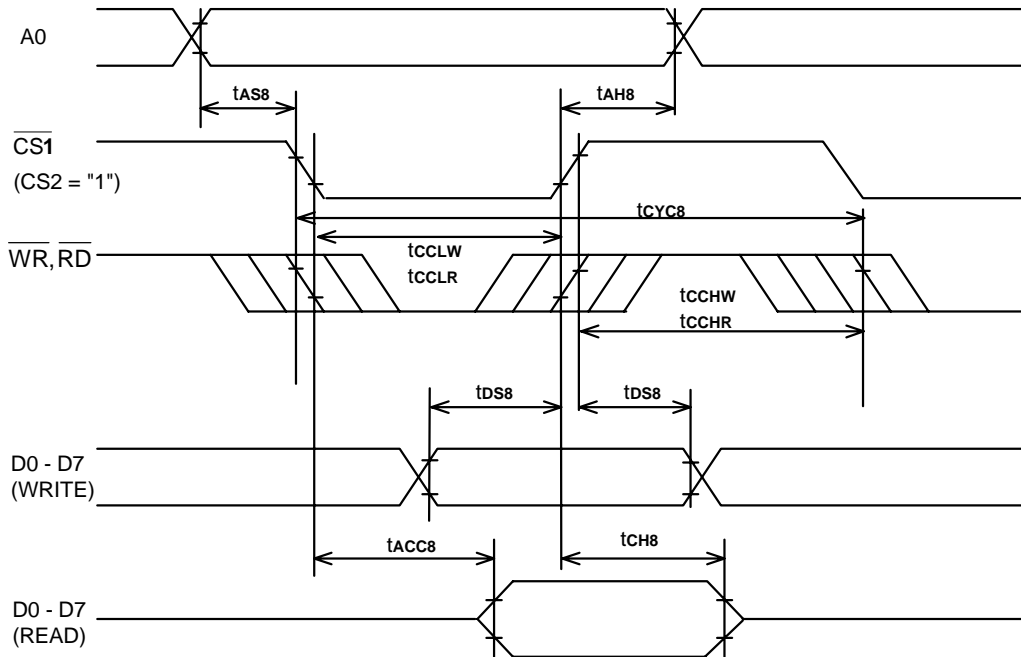 A0
tAS8
tAH8
CS1
(CS2 = "1")
tCYC8
WR, RD
tCCLW
tCCLR
tCCHW
tCCHR
tDS8
tDS8
D0 - D7
(WRITE)
tACC8
tCH8
D0 - D7
(READ)